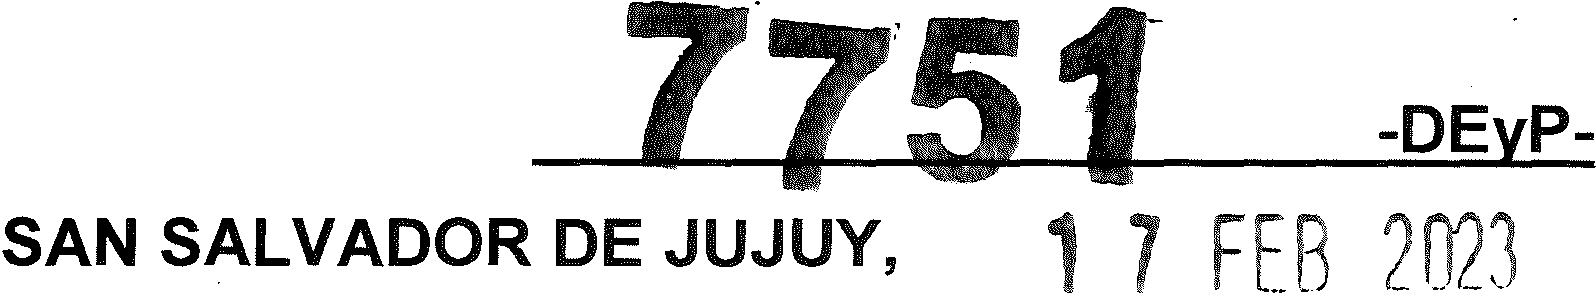 7751 -DEyP-
SAN SALVADOR DE JUJUY, 17 FEB 2023